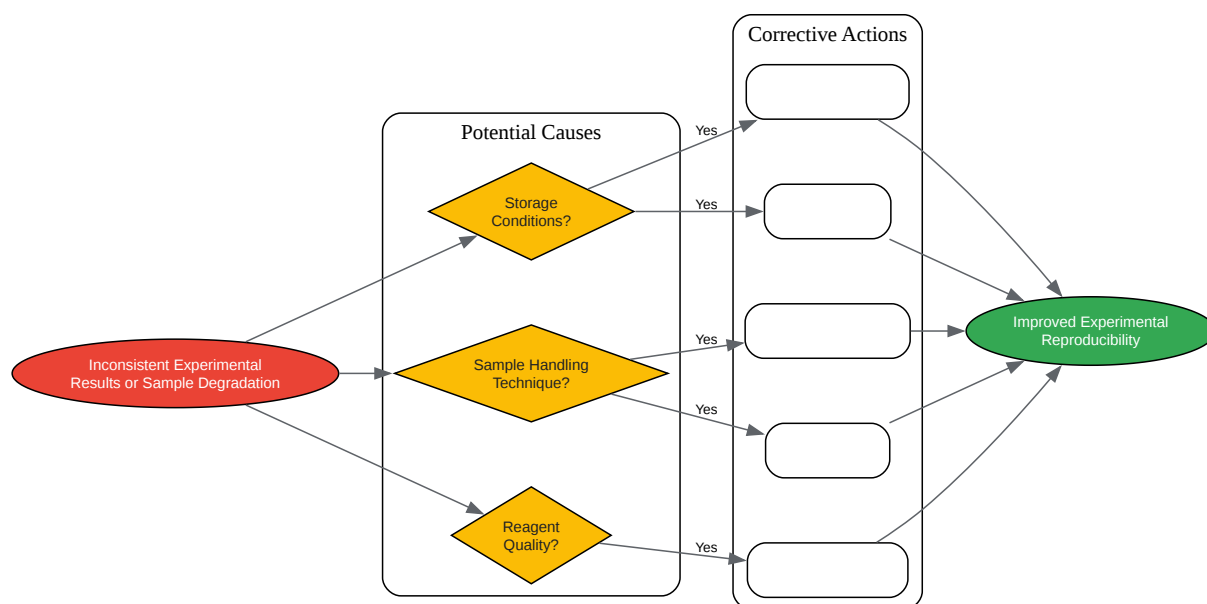 Corrective Actions
Potential Causes
Yes
Storage
Conditions?
Yes
Improved Experimental
Reproducibility
Yes
Inconsistent Experimental
Results or Sample Degradation
Sample Handling
Technique?
Yes
Reagent
Quality?
Yes